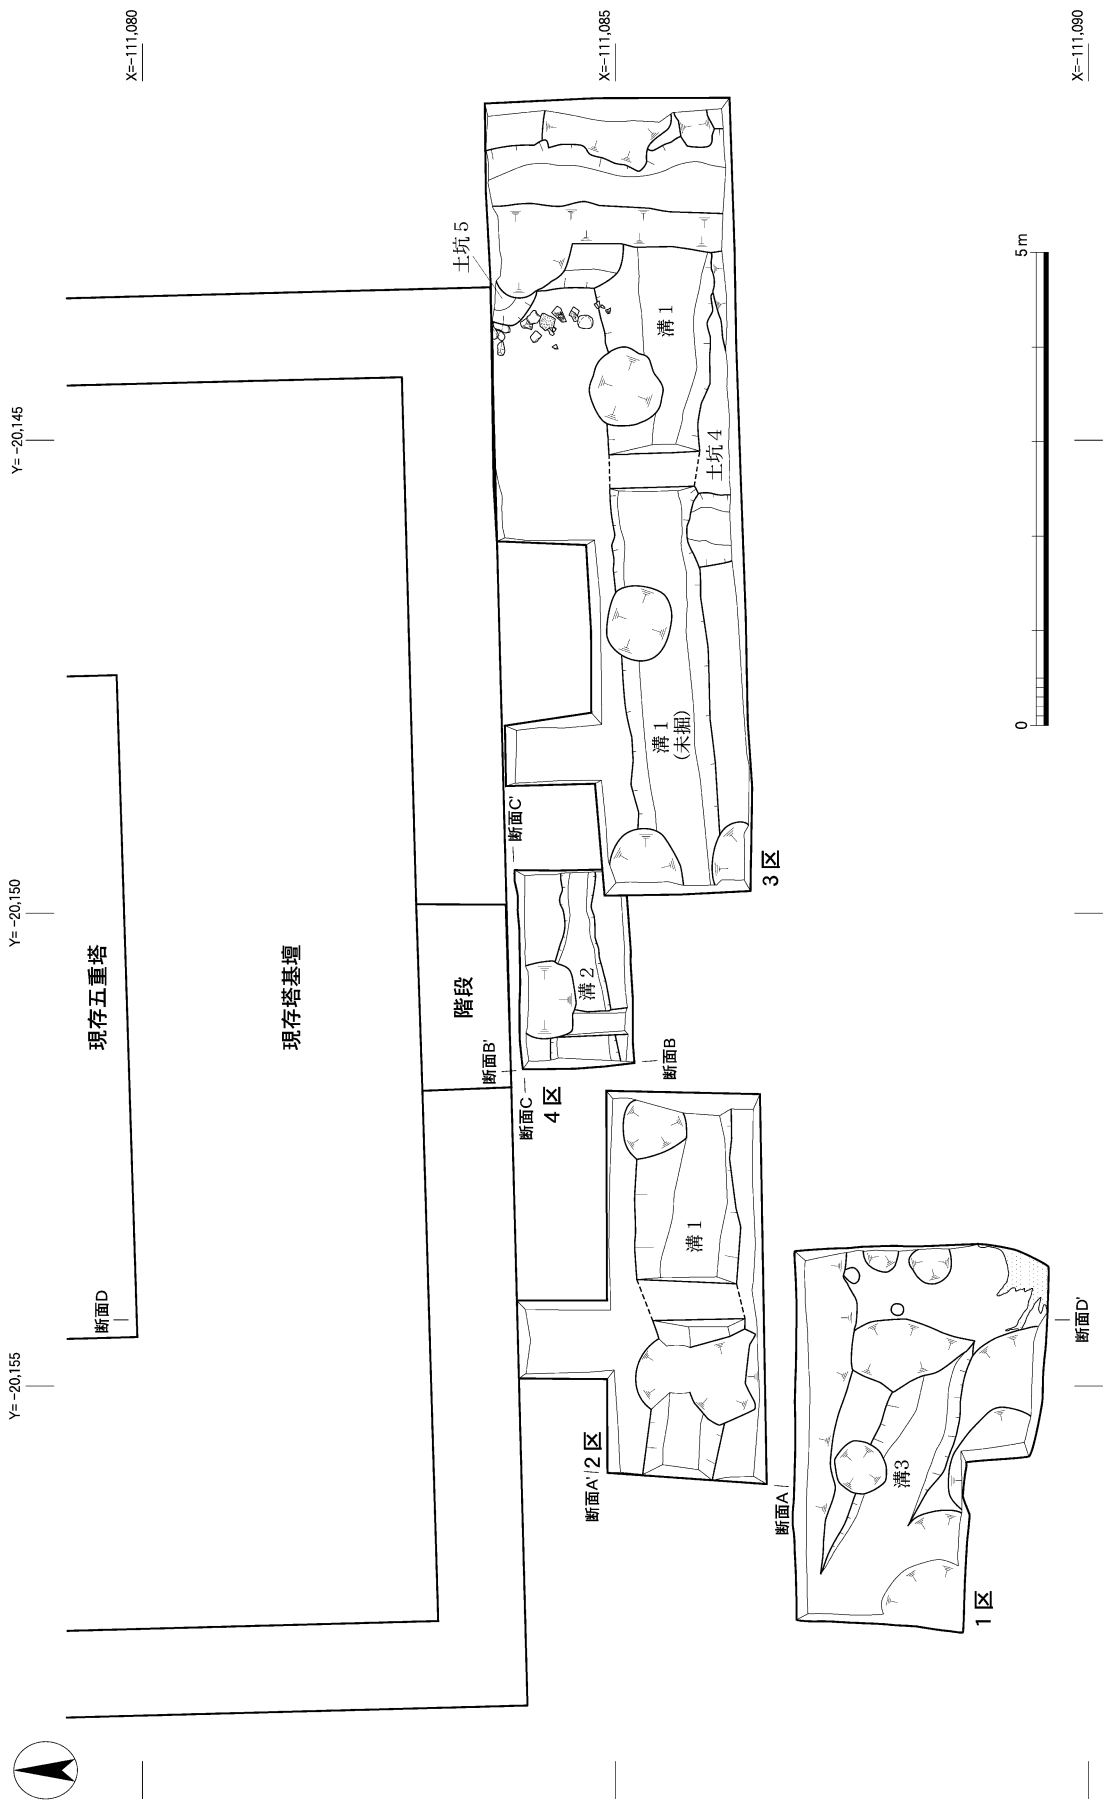 X=-111,080
X=-111,085
X=-111,090
Y=-20,145
Y=-20,150
Y=-20,155
現存五重塔
現存塔基壇
階段
土坑5
溝1
土坑4
溝1
(未掘)
3区
断面C'
溝2
断面B'
断面B
断面C
4区
溝1
断面A'
2区
断面A
溝3
1区
断面D
断面D'
0
5m